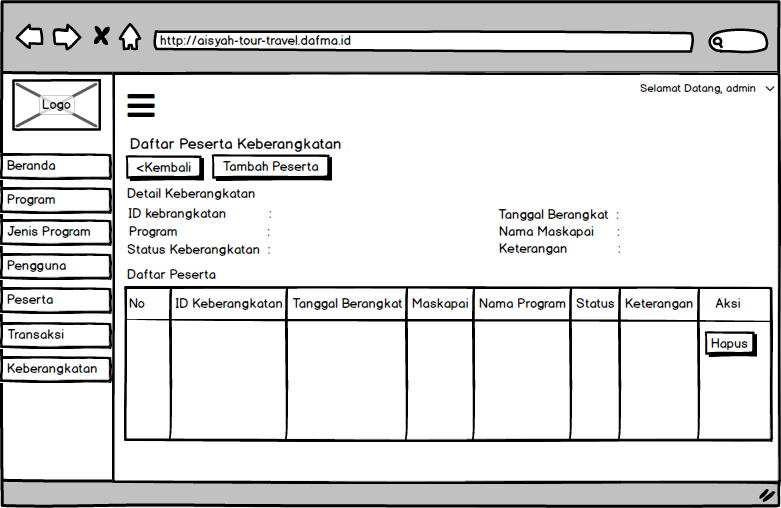 http://aisyah-tour-travel.dafma.id
Selamat Datang, admin
Logo
Daftar Peserta Keberangkatan
<Kembali Tambah Peserta
Beranda
Program
Jenis Program
Pengguna
Peserta
Transaksi
Keberangkatan
Detail Keberangkatan
ID kebrangkatan :
Program :
Status Keberangkatan :
Tanggal Berangkat :
Nama Maskapai :
Keterangan :
Daftar Peserta
No ID Keberangkatan Tanggal Berangkat Maskapai Nama Program Status Keterangan Aksi
Hapus